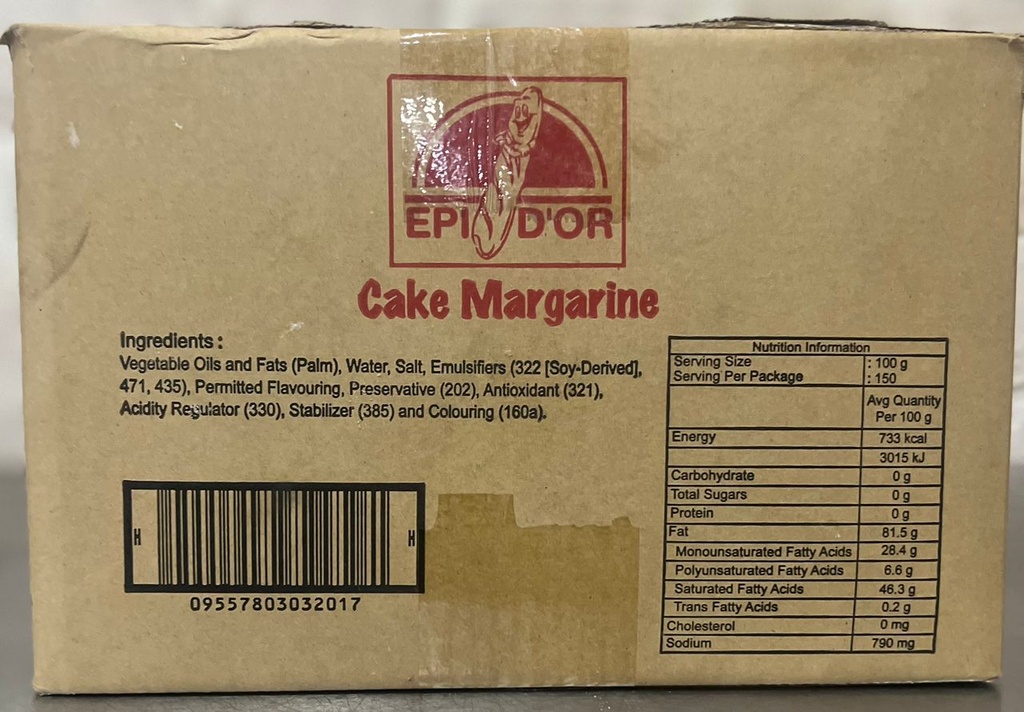 EPI D'OR
Cake Margarine
Ingredients :
Vegetable Oils and Fats (Palm), Water, Salt, Emulsifiers (322 [Soy-Derived],
471, 435), Permitted Flavouring, Preservative (202), Antioxidant (321),
Acidity Regulator (330), Stabilizer (385) and Colouring (160a).
H H
09557803032017
Nutrition Information
Serving Size : 100 g
Serving Per Package : 150
Avg Quantity
Per 100 g
Energy 733 kcal
3015 kJ
Carbohydrate 0 g
Total Sugars 0 g
Protein 0 g
Fat 81.5 g
Monounsaturated Fatty Acids 28.4 g
Polyunsaturated Fatty Acids 6.6 g
Saturated Fatty Acids 46.3 g
Trans Fatty Acids 0.2 g
Cholesterol 0 mg
Sodium 790 mg